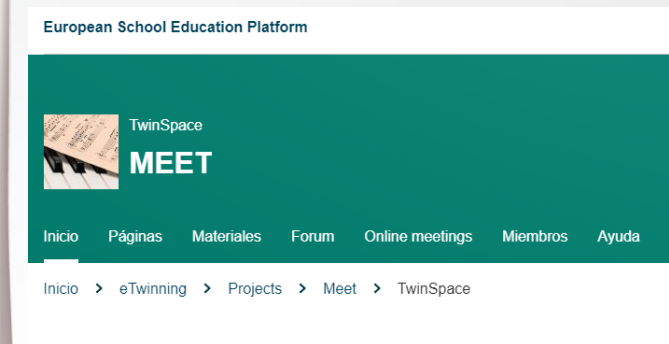 European School Education Platform
TwinSpace
MEET
Inicio Páginas Materiales Forum Online meetings Miembros Ayuda
Inicio > eTwinning > Projects > Meet > TwinSpace